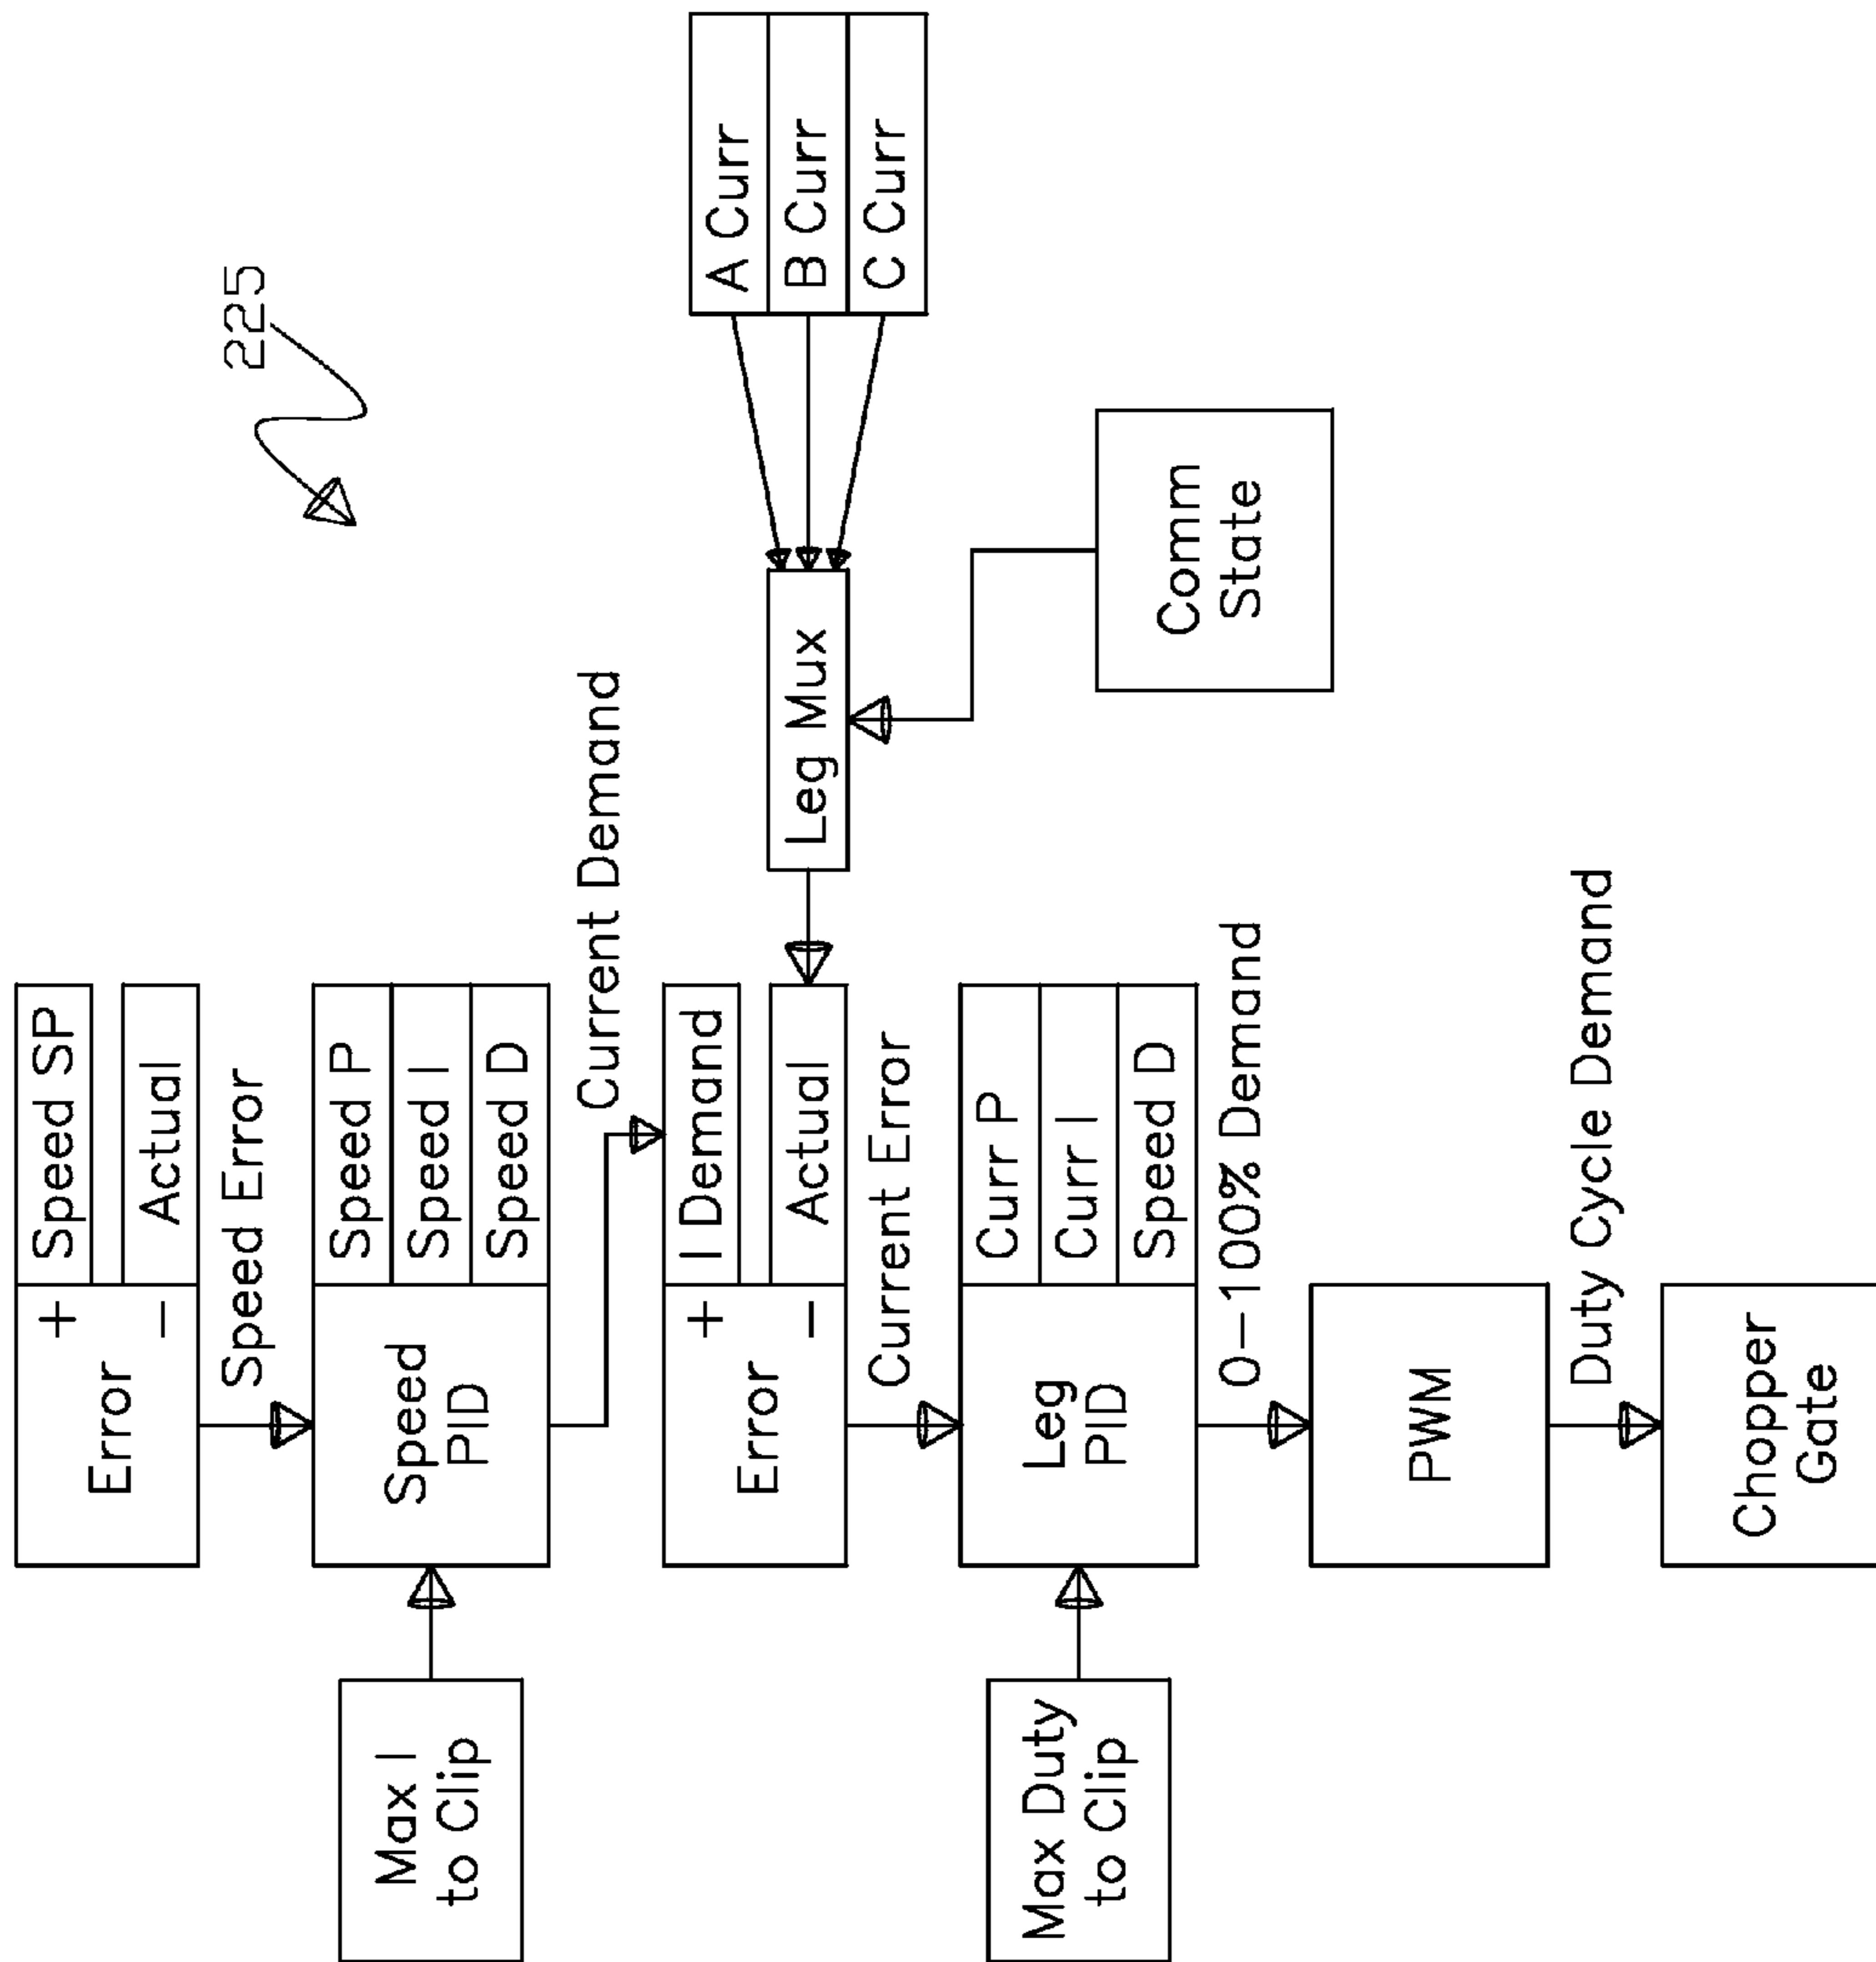 225
Speed SP
Actual
+
Error
−
Speed Error
Speed P
Speed I
Speed D
Speed
PID
Max I
to Clip
Current Demand
I Demand
Actual
+
Error
−
Leg Mux
A Curr
B Curr
C Curr
Comm
State
Current Error
Curr P
Curr I
Speed D
Leg
PID
Max Duty
to Clip
0-100% Demand
PWM
Duty Cycle Demand
Chopper
Gate